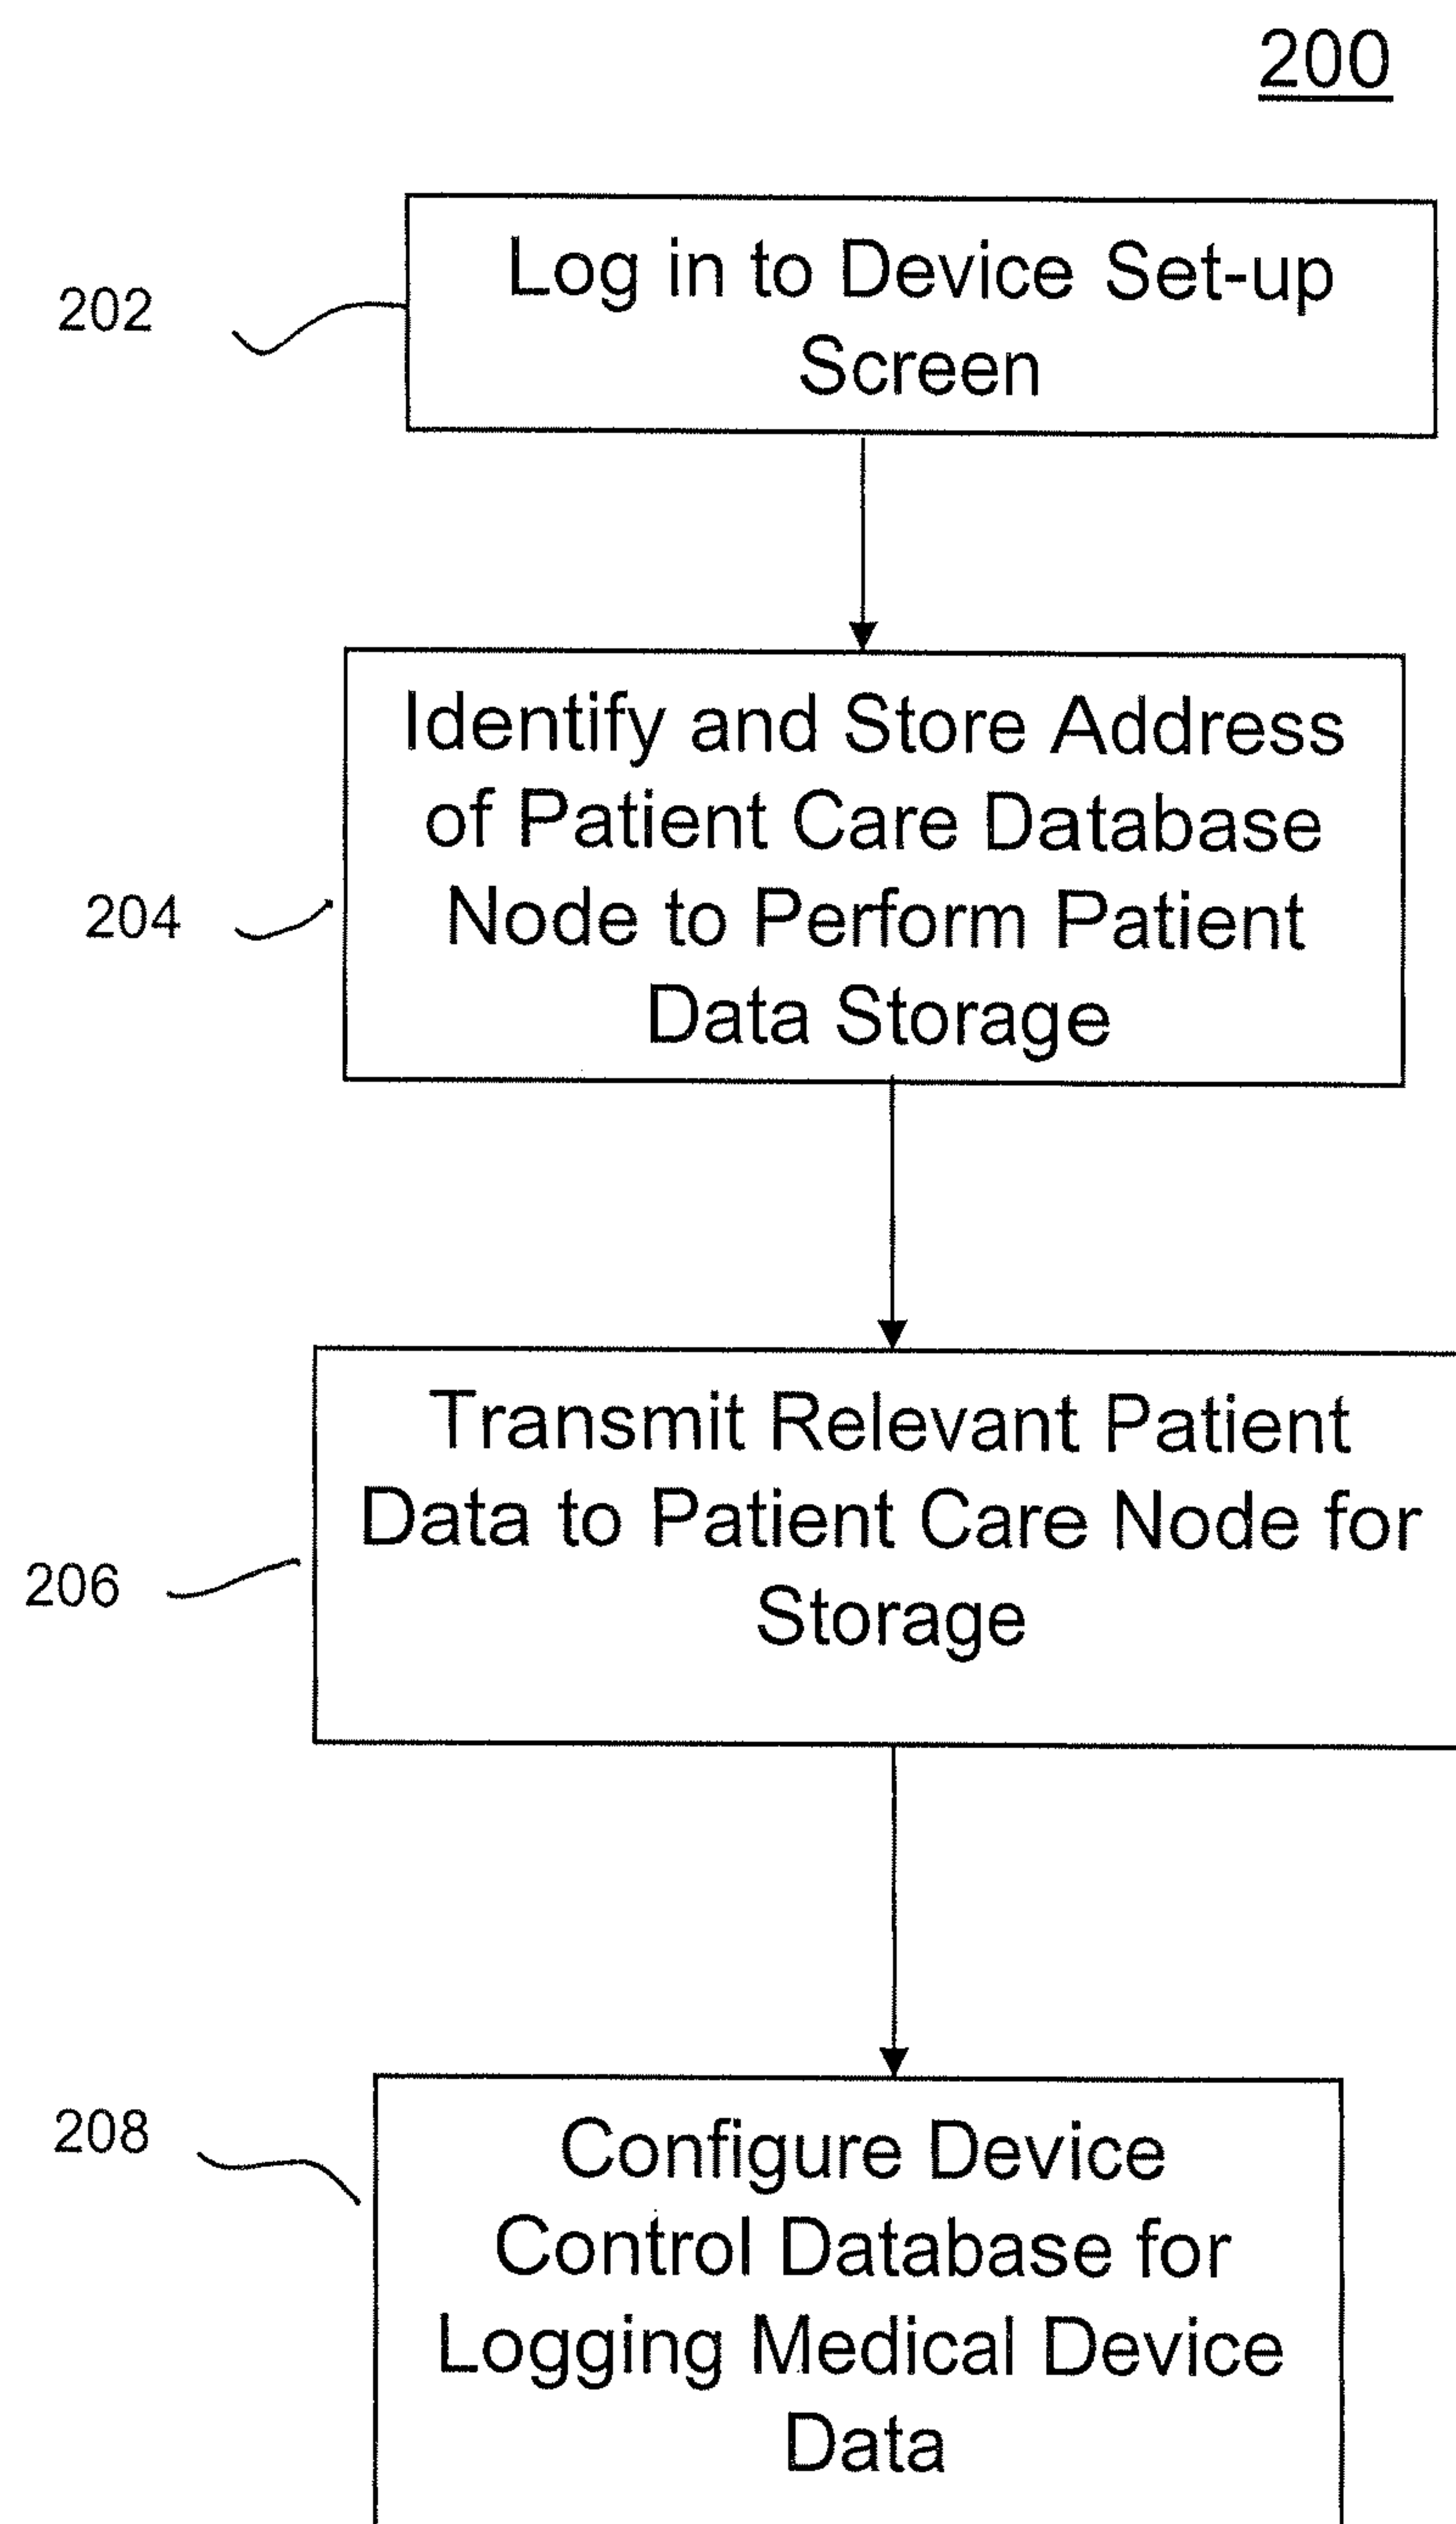 200
202
Log in to Device Set-up
Screen
204
Identify and Store Address
of Patient Care Database
Node to Perform Patient
Data Storage
206
Transmit Relevant Patient
Data to Patient Care Node for
Storage
208
Configure Device
Control Database for
Logging Medical Device
Data